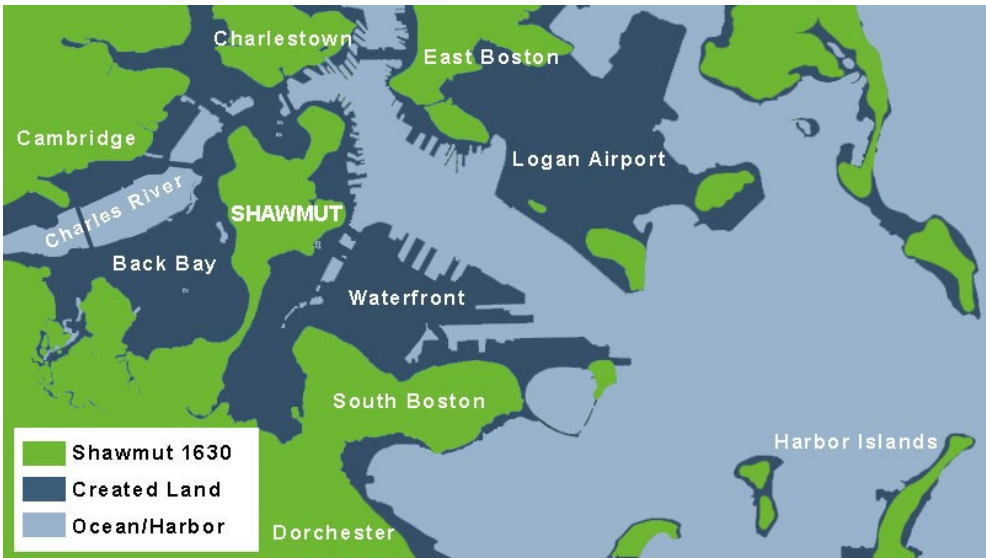 Charlestown
East Boston
Cambridge
Logan Airport
Charles River
SHAWMUT
Back Bay
Waterfront
South Boston
Harbor Islands
Shawmut 1630
Created Land
Ocean/Harbor
Dorchester